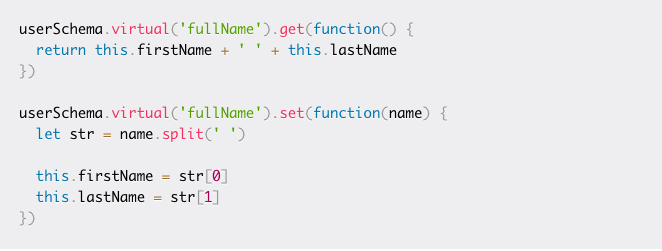 userSchema.virtual('fullName').get(function() {
  return this.firstName + ' ' + this.lastName
})

userSchema.virtual('fullName').set(function(name) {
  let str = name.split(' ')

  this.firstName = str[0]
  this.lastName = str[1]
})